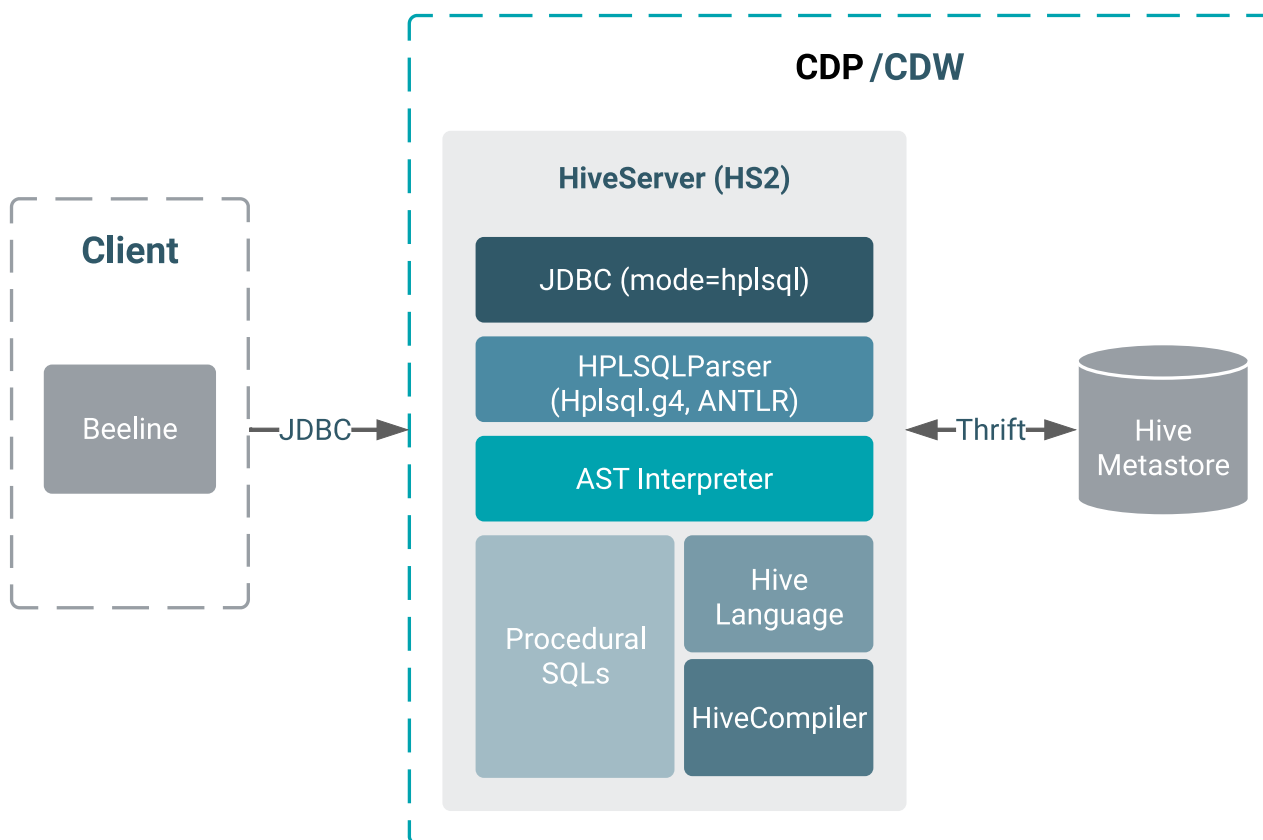 CDP /CDW
HiveServer (HS2)
Client
JDBC (mode=hplsql)
HPLSQLParser
(Hplsql.g4, ANTLR)
Beeline
JDBC
Thrift
Hive
Metastore
AST Interpreter
Procedural
SQLs
Hive
Language
HiveCompiler